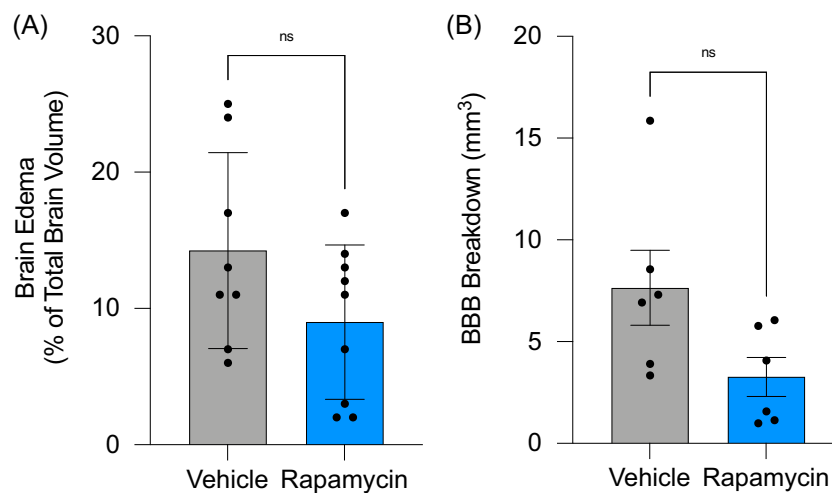 (A)
Brain Edema
(% of Total Brain Volume)
30
20
10
0
ns
Vehicle Rapamycin
(B)
BBB Breakdown (mm³)
20
15
10
5
0
ns
Vehicle Rapamycin